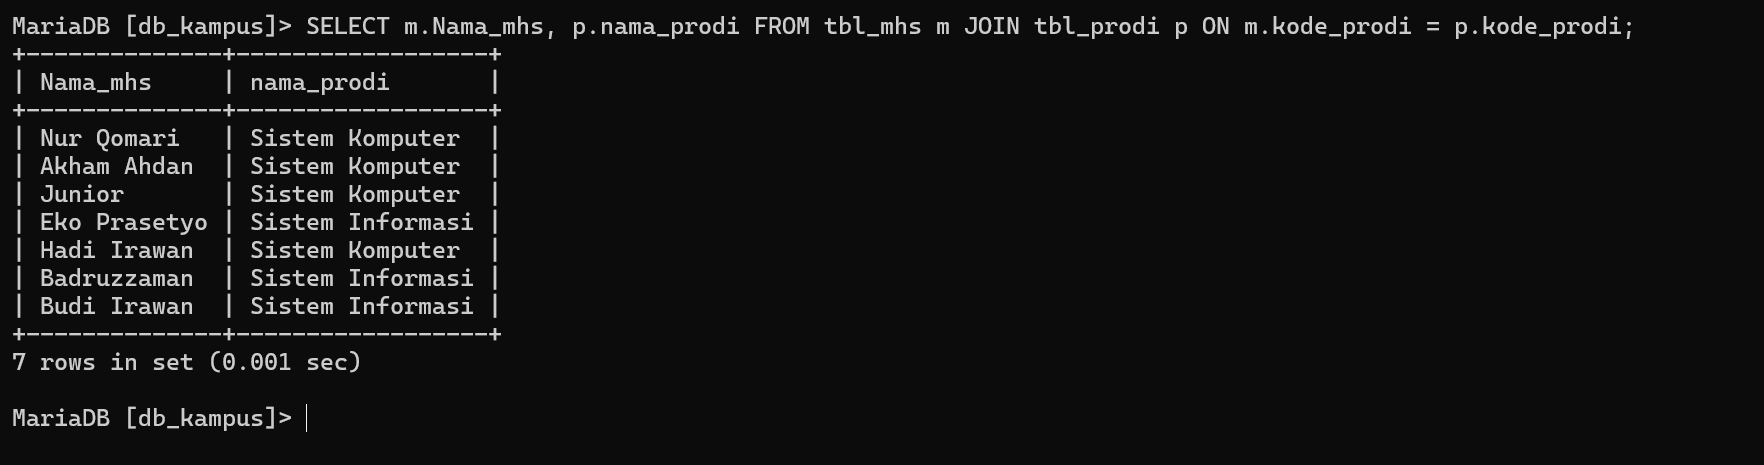 MariaDB [db_kampus]> SELECT m.Nama_mhs, p.nama_prodi FROM tbl_mhs m JOIN tbl_prodi p ON m.kode_prodi = p.kode_prodi;
+--------------+------------------+
| Nama_mhs     | nama_prodi       |
+--------------+------------------+
| Nur Qomari   | Sistem Komputer  |
| Akham Ahdan  | Sistem Komputer  |
| Junior       | Sistem Komputer  |
| Eko Prasetyo | Sistem Informasi |
| Hadi Irawan  | Sistem Komputer  |
| Badruzzaman  | Sistem Informasi |
| Budi Irawan  | Sistem Informasi |
+--------------+------------------+
7 rows in set (0.001 sec)
MariaDB [db_kampus]>